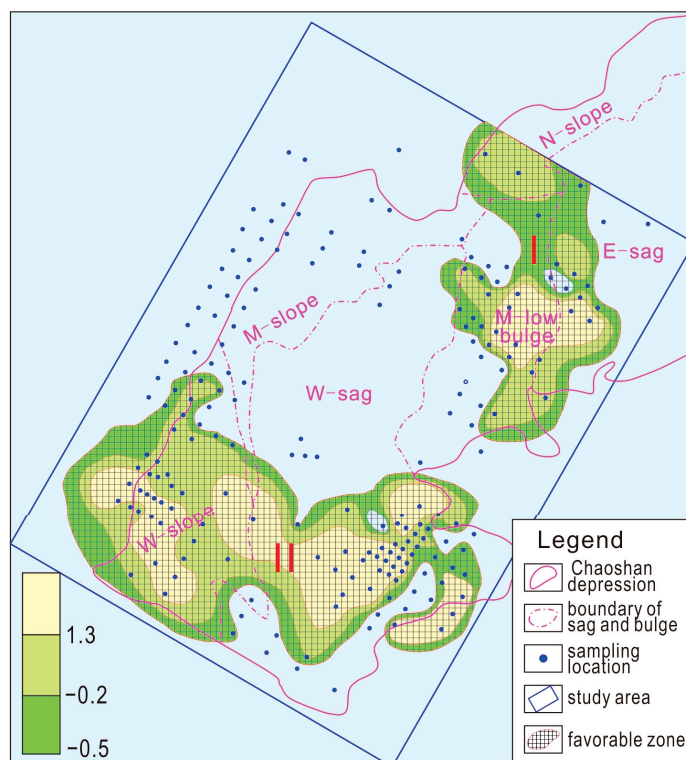 N-slope
I
E-sag
M-slope
M-low
bulge
W-sag
W-slope
II
1.3
-0.2
-0.5
Legend
Chaoshan
depression
boundary of
sag and bulge
sampling
location
study area
favorable zone